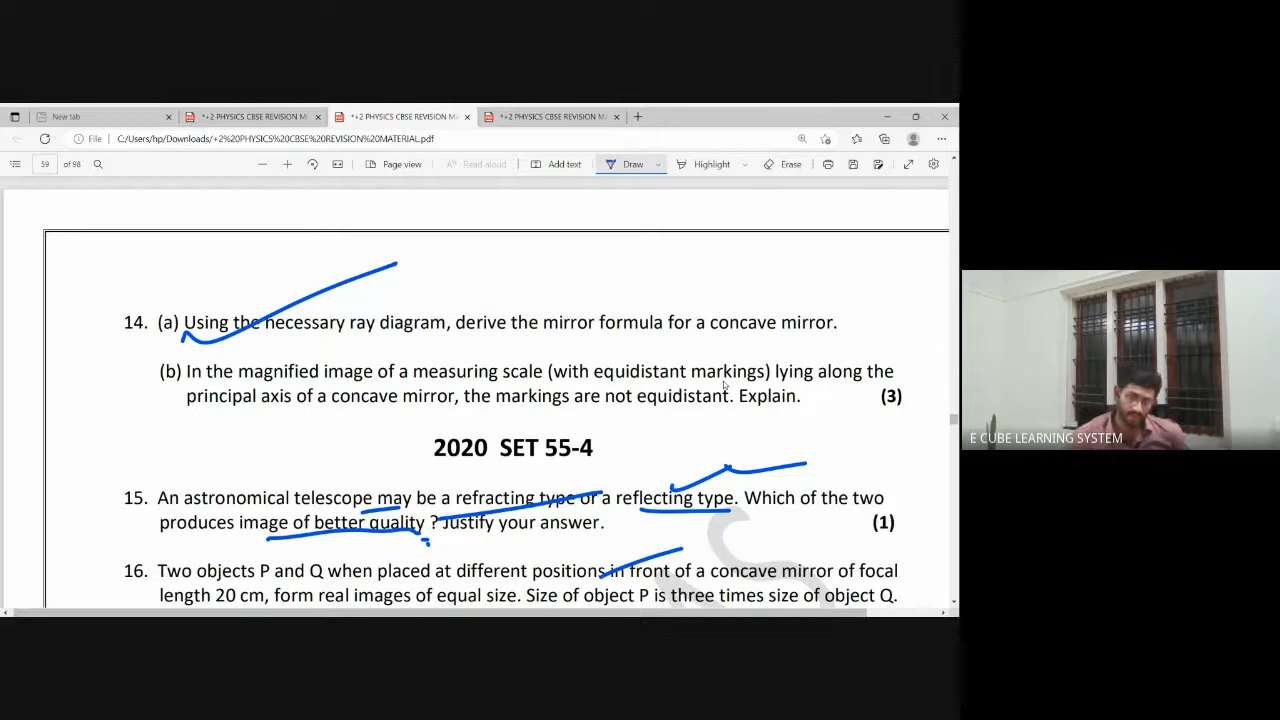 New tab
*+2 PHYSICS CBSE REVISION M
*+2 PHYSICS CBSE REVISION MA
*+2 PHYSICS CBSE REVISION MA
File
C:/Users/hp/Downloads/+2%20PHYSICS%20CBSE%20REVISION%20MATERIAL.pdf
59 of 98
Page view
Read aloud
Add text
Draw
Highlight
Erase
14. (a) Using the necessary ray diagram, derive the mirror formula for a concave mirror.
(b) In the magnified image of a measuring scale (with equidistant markings) lying along the
principal axis of a concave mirror, the markings are not equidistant. Explain. (3)
2020 SET 55-4
15. An astronomical telescope may be a refracting type or a reflecting type. Which of the two
produces image of better quality ? Justify your answer. (1)
16. Two objects P and Q when placed at different positions in front of a concave mirror of focal
length 20 cm, form real images of equal size. Size of object P is three times size of object Q.
E CUBE LEARNING SYSTEM